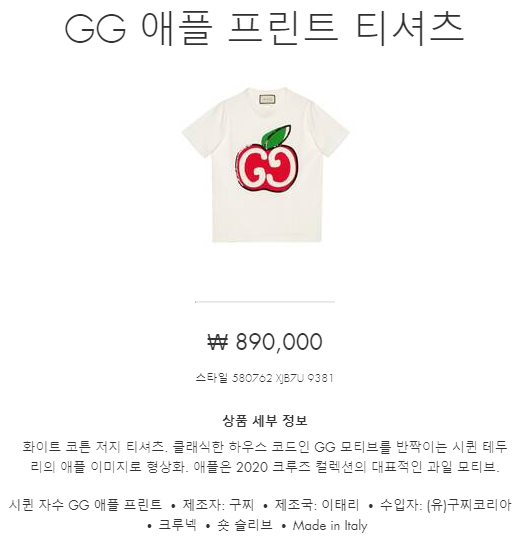 GG 애플 프린트 티셔츠
GG
₩ 890,000
스타일 580762 XJB7U 9381
상품 세부 정보
화이트 코튼 저지 티셔츠. 클래식한 하우스 코드인 GG 모티브를 반짝이는 시퀸 테두
리의 애플 이미지로 형상화. 애플은 2020 크루즈 컬렉션의 대표적인 과일 모티브.
시퀸 자수 GG 애플 프린트 • 제조자: 구찌 • 제조국: 이태리 • 수입자: (유)구찌코리아
• 크루넥 • 숏 슬리브 • Made in Italy